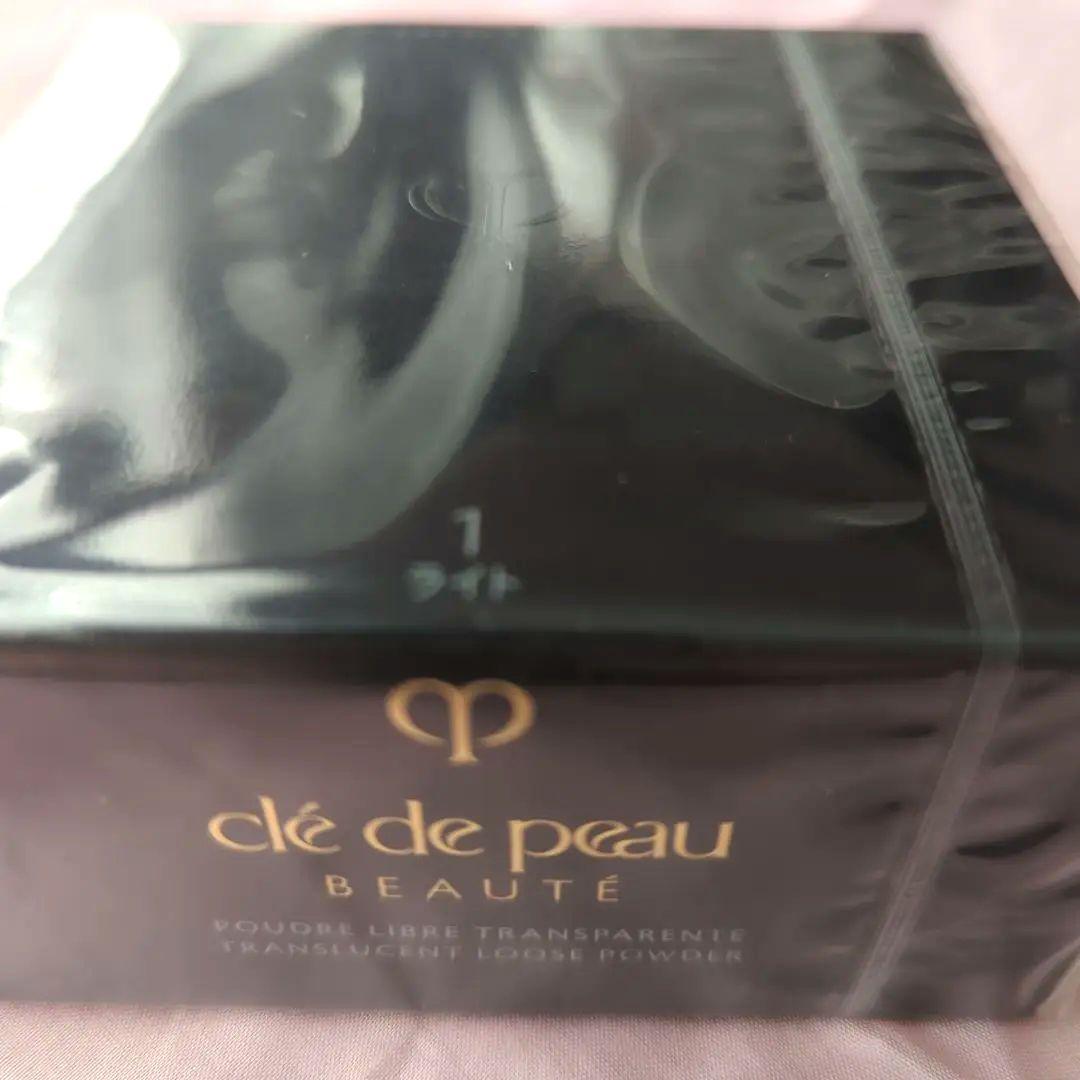 1
ライト
clé de peau
BEAUTÉ
POUDRE LIBRE TRANSPARENTE
TRANSLUCENT LOOSE POWDER